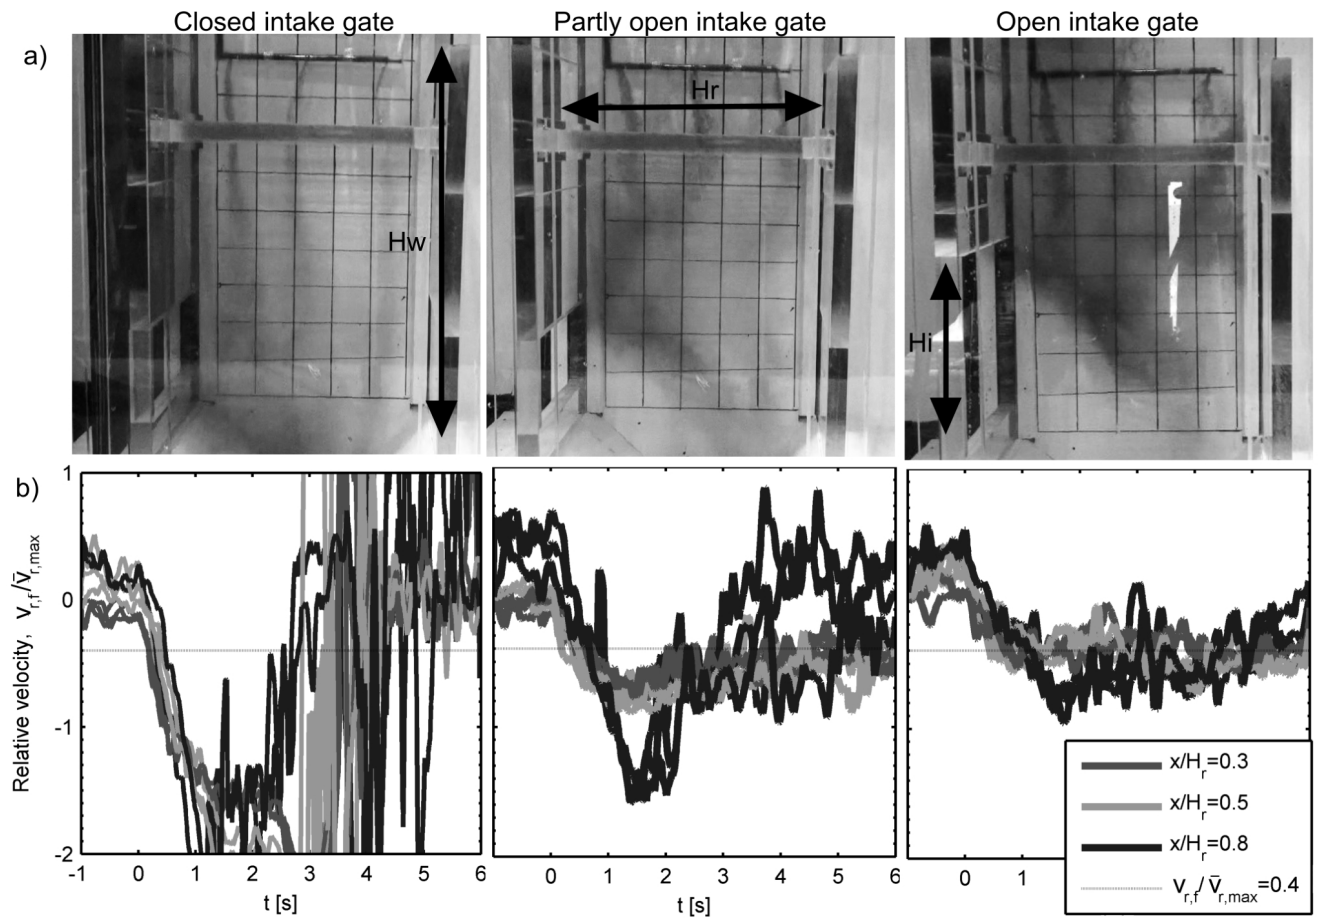 Closed intake gate
Partly open intake gate
Open intake gate
a)
Hw
Hr
Hi
b)
Relative velocity, v_r,f/v̄_r,max
1
0
-1
-2
-1 0 1 2 3 4 5 6
t [s]
0 1 2 3 4 5 6
t [s]
0 1
x/H_r=0.3
x/H_r=0.5
x/H_r=0.8
v_r,f/ v̄_r,max=0.4